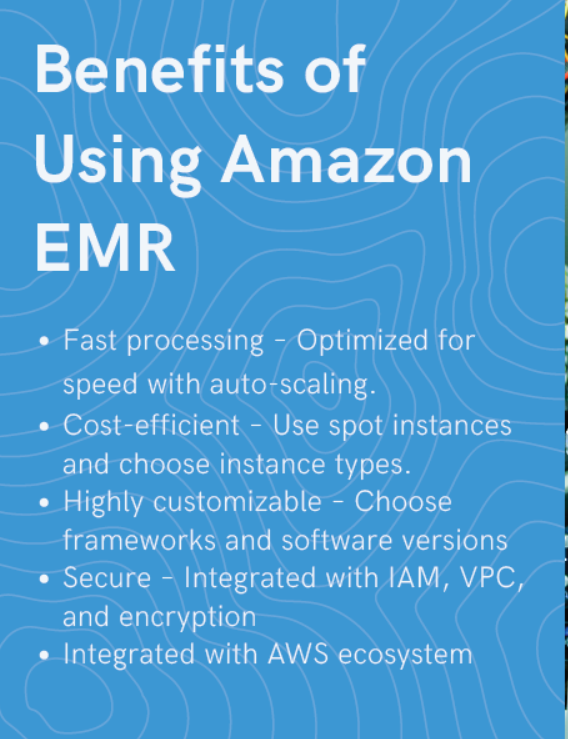 Benefits of
Using Amazon
EMR
• Fast processing – Optimized for
speed with auto-scaling.
• Cost-efficient – Use spot instances
and choose instance types.
• Highly customizable – Choose
frameworks and software versions
• Secure – Integrated with IAM, VPC,
and encryption
• Integrated with AWS ecosystem